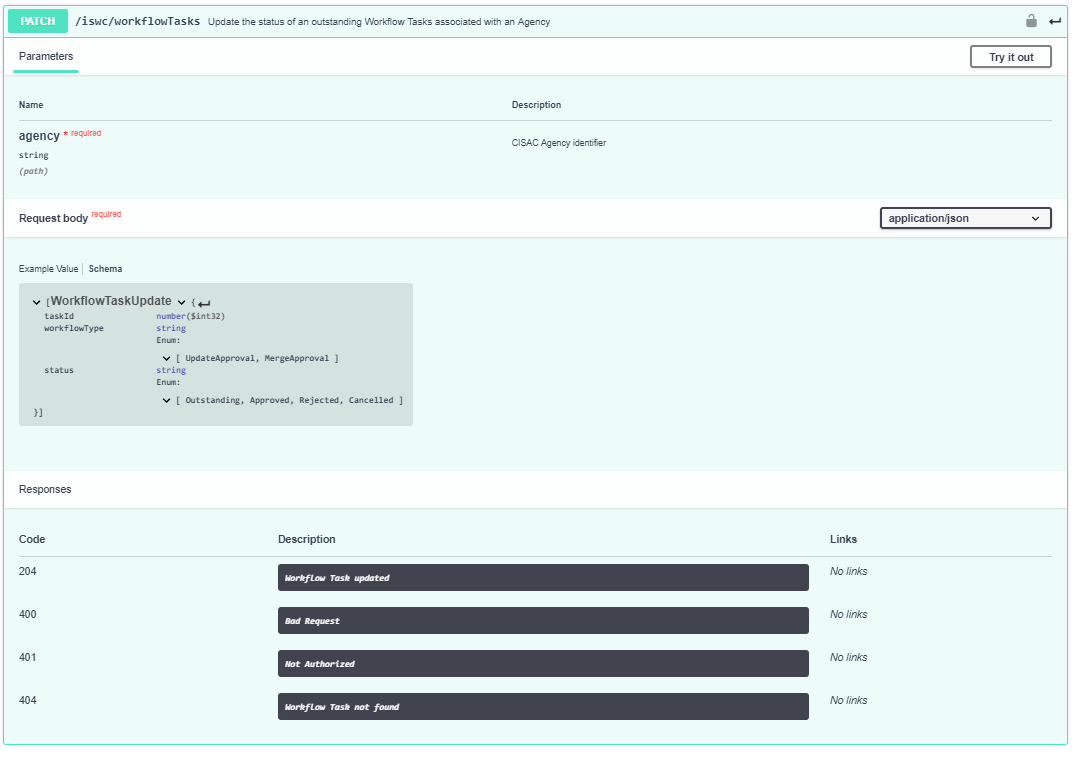 PATCH /iswc/workflowTasks Update the status of an outstanding Workflow Tasks associated with an Agency
Parameters
Try it out
Name Description
agency * required
string
(path)
CISAC Agency identifier
Request body required
application/json
Example Value Schema
[WorkflowTaskUpdate {
taskId number($int32)
workflowType string
Enum:
[ UpdateApproval, MergeApproval ]
status string
Enum:
[ Outstanding, Approved, Rejected, Cancelled ]
}]
Responses
Code Description Links
204 Workflow Task updated No links
400 Bad Request No links
401 Not Authorized No links
404 Workflow Task not found No links